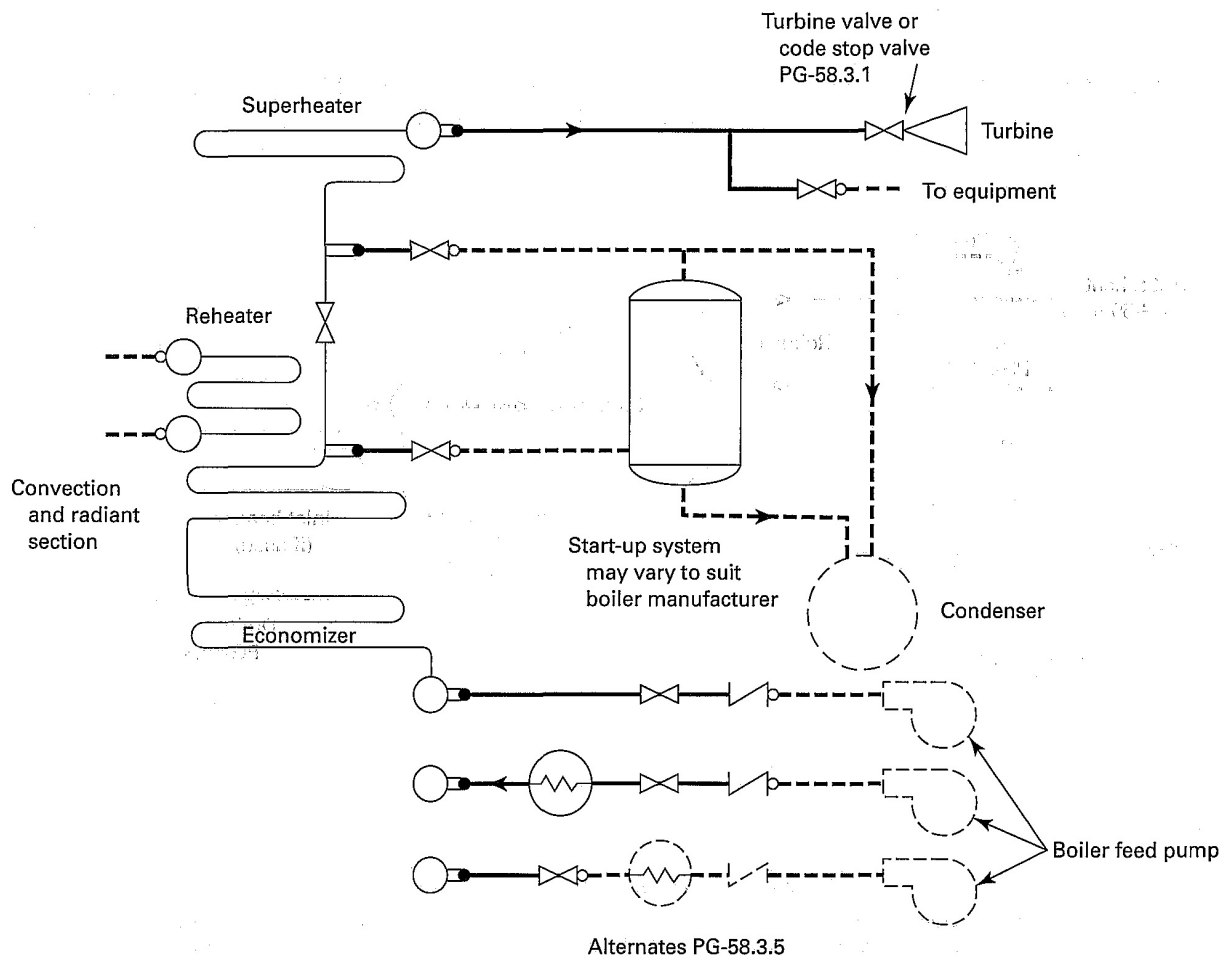 Turbine valve or
code stop valve
PG-58.3.1
Superheater
Turbine
To equipment
Reheater
Convection
and radiant
section
Start-up system
may vary to suit
boiler manufacturer
Condenser
Economizer
Boiler feed pump
Alternates PG-58.3.5